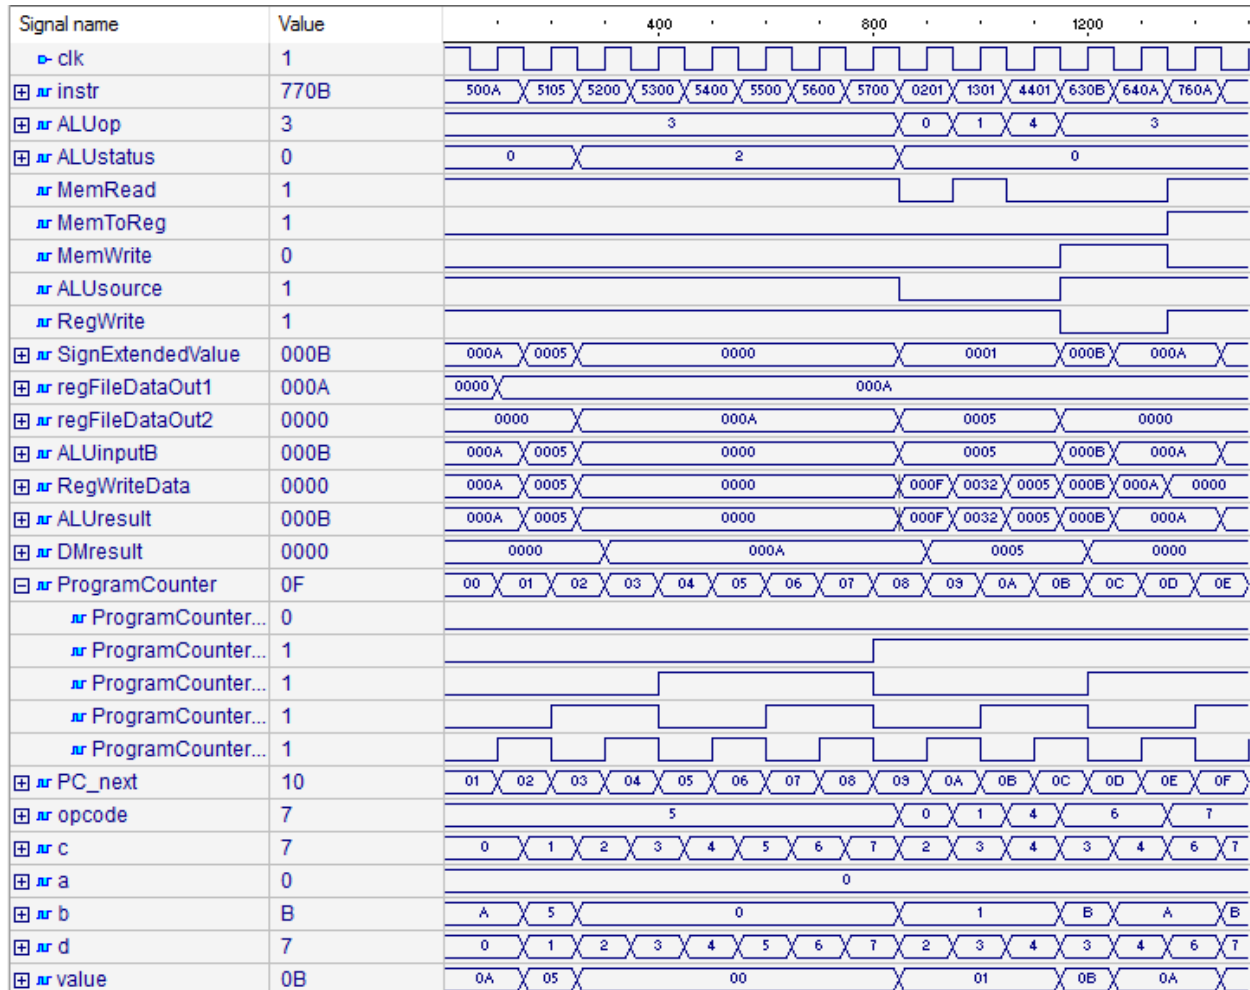 Signal name Value 400 800 1200
clk 1
instr 770B 500A 5105 5200 5300 5400 5500 5600 5700 0201 1301 4401 630B 640A 760A
ALUop 3 3 0 1 4 3
ALUstatus 0 0 2 0
MemRead 1
MemToReg 1
MemWrite 0
ALUsource 1
RegWrite 1
SignExtendedValue 000B 000A 0005 0000 0001 000B 000A
regFileDataOut1 000A 0000 000A
regFileDataOut2 0000 0000 000A 0005 0000
ALUinputB 000B 000A 0005 0000 0005 000B 000A
RegWriteData 0000 000A 0005 0000 000F 0032 0005 000B 000A 0000
ALUresult 000B 000A 0005 0000 000F 0032 0005 000B 000A
DMresult 0000 0000 000A 0005 0000
ProgramCounter 0F 00 01 02 03 04 05 06 07 08 09 0A 0B 0C 0D 0E
ProgramCounter... 0
ProgramCounter... 1
ProgramCounter... 1
ProgramCounter... 1
ProgramCounter... 1
PC_next 10 01 02 03 04 05 06 07 08 09 0A 0B 0C 0D 0E 0F
opcode 7 5 0 1 4 6 7
c 7 0 1 2 3 4 5 6 7 2 3 4 3 4 6 7
a 0 0
b B A 5 0 1 B A B
d 7 0 1 2 3 4 5 6 7 2 3 4 3 4 6 7
value 0B 0A 05 00 01 0B 0A